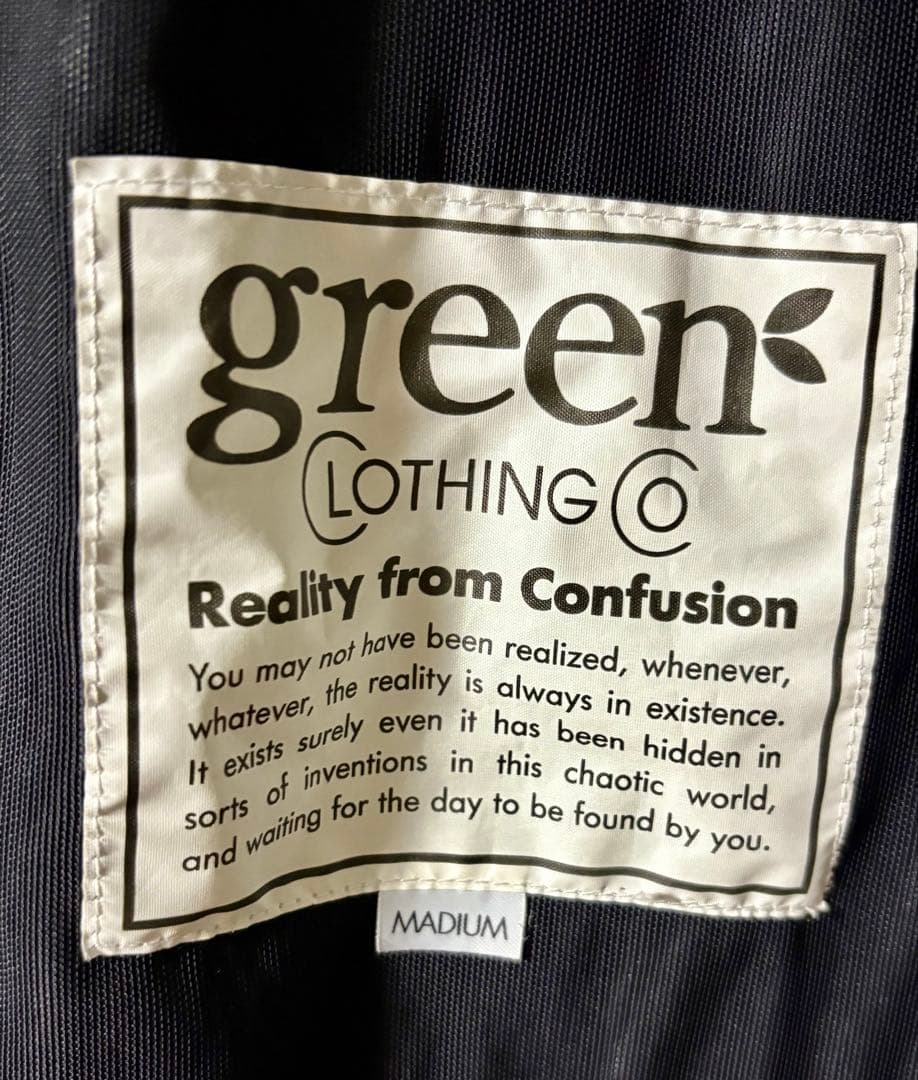 green
CLOTHING CO
Reality from Confusion
You may not have been realized, whenever,
whatever, the reality is always in existence.
It exists surely even it has been hidden in
sorts of inventions in this chaotic world,
and waiting for the day to be found by you.
MADIUM